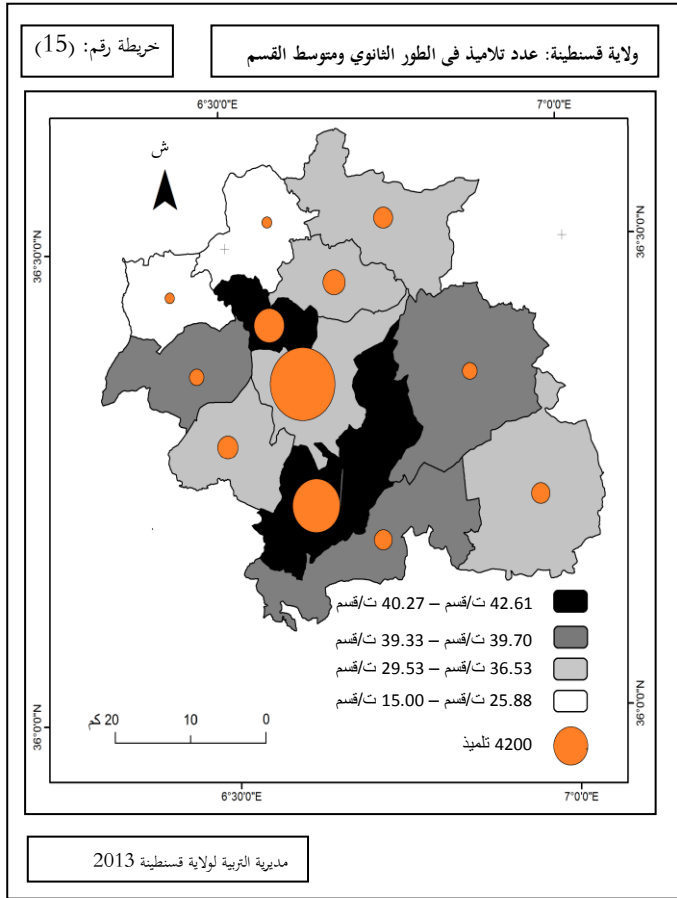 خريطة رقم: (15)
ولاية قسنطينة: عدد تلاميذ في الطور الثانوي ومتوسط القسم
6°30'0"E
7°0'0"E
ش
36°30'0"N
36°30'0"N
42.61 ت/قسم – 40.27 ت/قسم
39.70 ت/قسم – 39.33 ت/قسم
36.53 ت/قسم – 29.53 ت/قسم
25.88 ت/قسم – 15.00 ت/قسم
4200 تلميذ
20 كم
10
0
36°0'0"N
36°0'0"N
6°30'0"E
7°0'0"E
مديرية التربية لولاية قسنطينة 2013